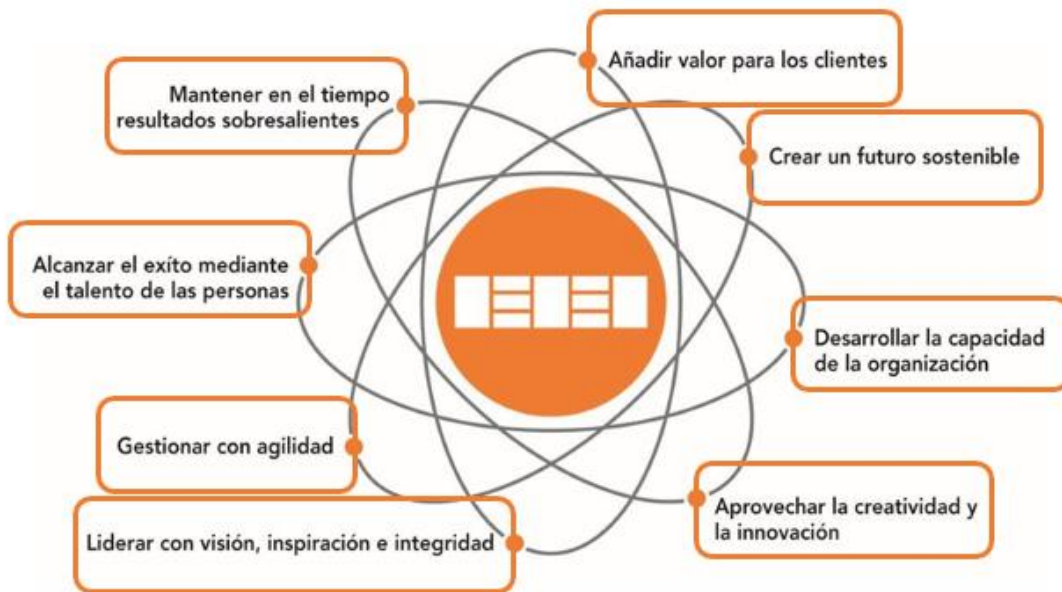 Añadir valor para los clientes
Crear un futuro sostenible
Desarrollar la capacidad
de la organización
Aprovechar la creatividad y
la innovación
Liderar con visión, inspiración e integridad
Gestionar con agilidad
Alcanzar el exíto mediante
el talento de las personas
Mantener en el tiempo
resultados sobresalientes